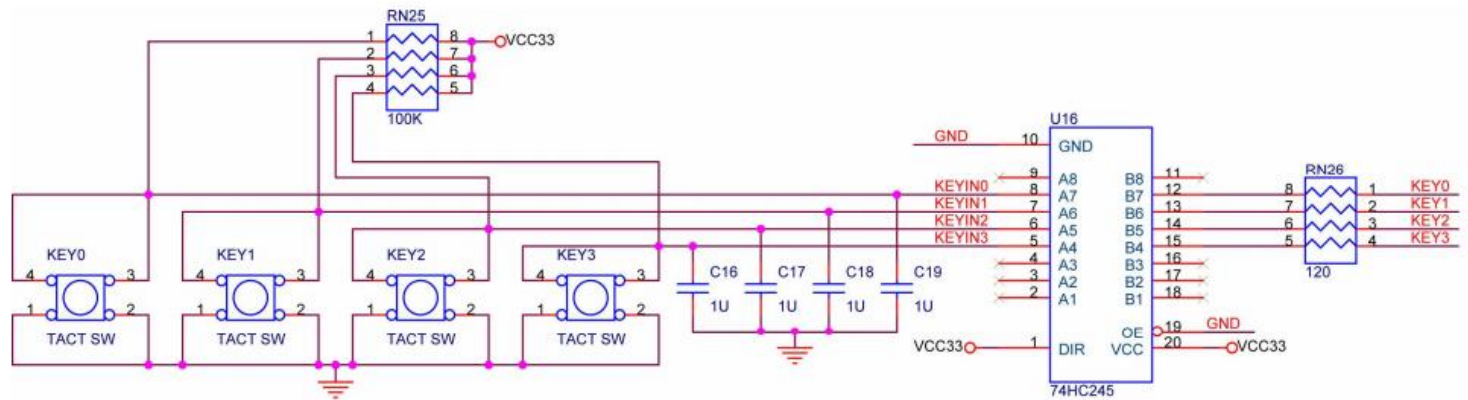 RN25
1 8 VCC33
2 7
3 6
4 5
100K
U16
GND 10 GND
9 A8 B8 11
KEYIN0 8 A7 B7 12
KEYIN1 7 A6 B6 13
KEYIN2 6 A5 B5 14
KEYIN3 5 A4 B4 15
4 A3 B3 16
3 A2 B2 17
2 A1 B1 18
OE 19 GND
VCC33 1 DIR VCC 20 VCC33
74HC245
RN26
8 1 KEY0
7 2 KEY1
6 3 KEY2
5 4 KEY3
120
KEY0
4 3
1 2
TACT SW
KEY1
4 3
1 2
TACT SW
KEY2
4 3
1 2
TACT SW
KEY3
4 3
1 2
TACT SW
C16
1U
C17
1U
C18
1U
C19
1U